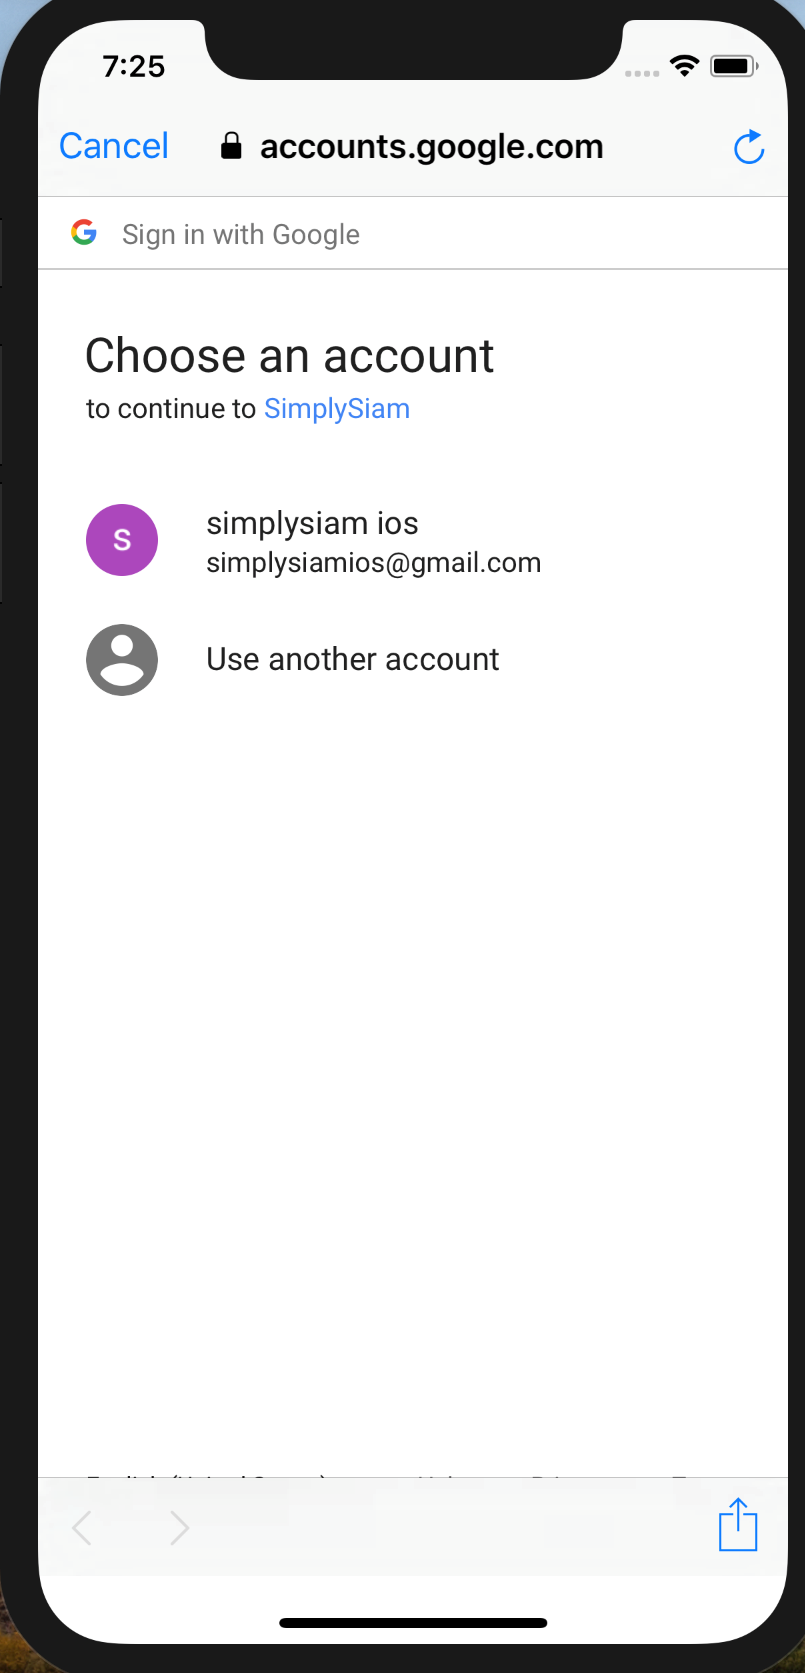 7:25
Cancel accounts.google.com
Sign in with Google
Choose an account
to continue to SimplySiam
S
simplysiam ios
simplysiamios@gmail.com
Use another account